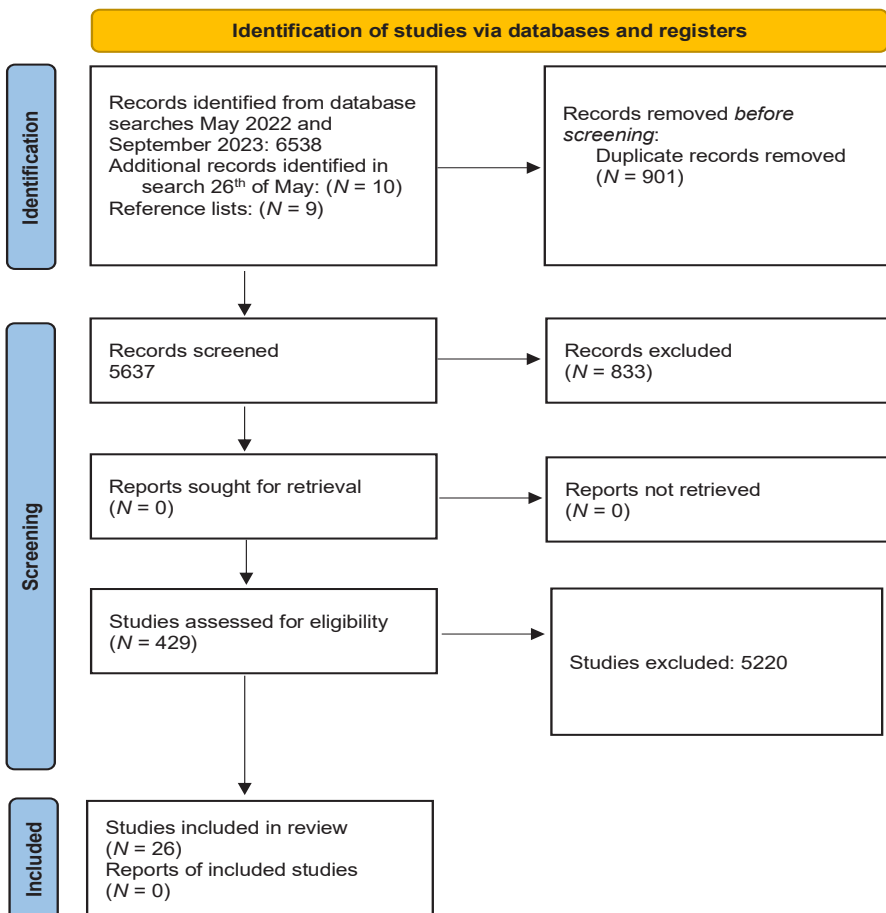 Identification of studies via databases and registers
Identification
Records identified from database
searches May 2022 and
September 2023: 6538
Additional records identified in
search 26th of May: (N = 10)
Reference lists: (N = 9)
Records removed before
screening:
Duplicate records removed
(N = 901)
Screening
Records screened
5637
Records excluded
(N = 833)
Reports sought for retrieval
(N = 0)
Reports not retrieved
(N = 0)
Studies assessed for eligibility
(N = 429)
Studies excluded: 5220
Included
Studies included in review
(N = 26)
Reports of included studies
(N = 0)